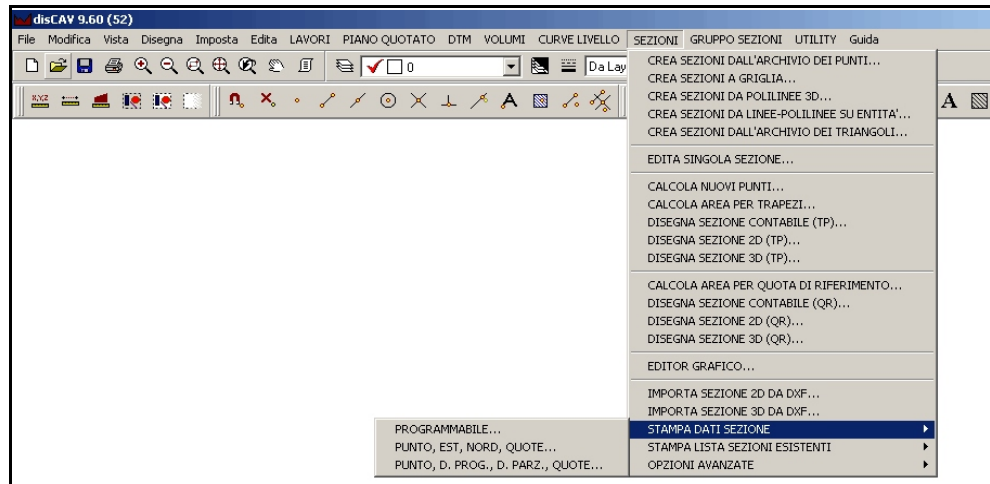 disCAV 9.60 (52)
File Modifica Vista Disegna Imposta Edita LAVORI PIANO QUOTATO DTM VOLUMI CURVE LIVELLO SEZIONI GRUPPO SEZIONI UTILITY Guida
0 Da Lay
X,YZ A A
CREA SEZIONI DALL'ARCHIVIO DEI PUNTI...
CREA SEZIONI A GRIGLIA...
CREA SEZIONI DA POLILINEE 3D...
CREA SEZIONI DA LINEE-POLILINEE SU ENTITA'...
CREA SEZIONI DALL'ARCHIVIO DEI TRIANGOLI...
EDITA SINGOLA SEZIONE...
CALCOLA NUOVI PUNTI...
CALCOLA AREA PER TRAPEZI...
DISEGNA SEZIONE CONTABILE (TP)...
DISEGNA SEZIONE 2D (TP)...
DISEGNA SEZIONE 3D (TP)...
CALCOLA AREA PER QUOTA DI RIFERIMENTO...
DISEGNA SEZIONE CONTABILE (QR)...
DISEGNA SEZIONE 2D (QR)...
DISEGNA SEZIONE 3D (QR)...
EDITOR GRAFICO...
IMPORTA SEZIONE 2D DA DXF...
IMPORTA SEZIONE 3D DA DXF...
STAMPA DATI SEZIONE
STAMPA LISTA SEZIONI ESISTENTI
OPZIONI AVANZATE
PROGRAMMABILE...
PUNTO, EST, NORD, QUOTE...
PUNTO, D. PROG., D. PARZ., QUOTE...